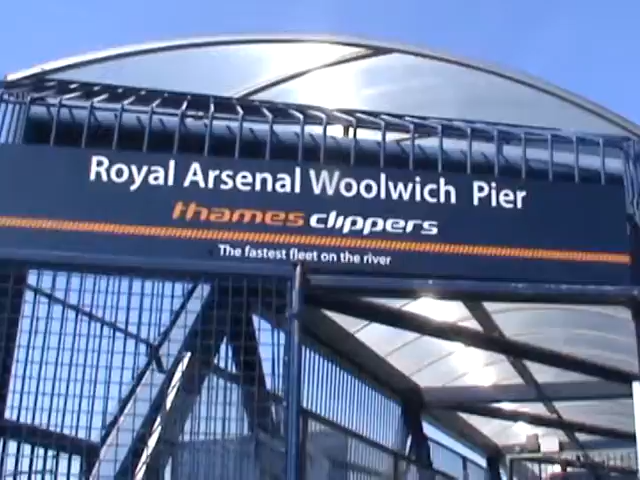 Royal Arsenal Woolwich Pier
thames clippers
The fastest fleet on the river